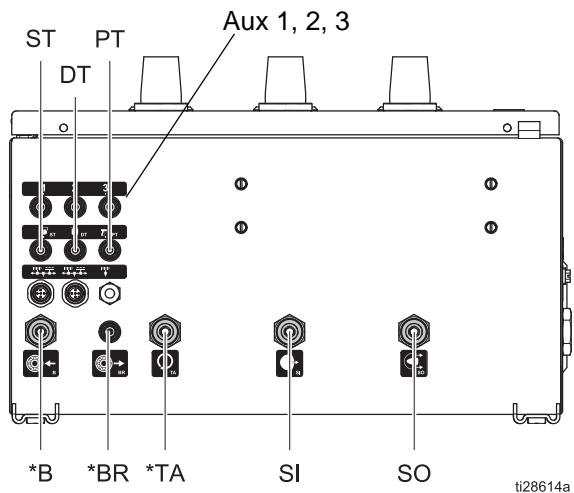 Aux 1, 2, 3
ST PT
DT
1 2 3
ST DT PT
B BR TA SI SO
*B *BR *TA SI SO
ti28614a